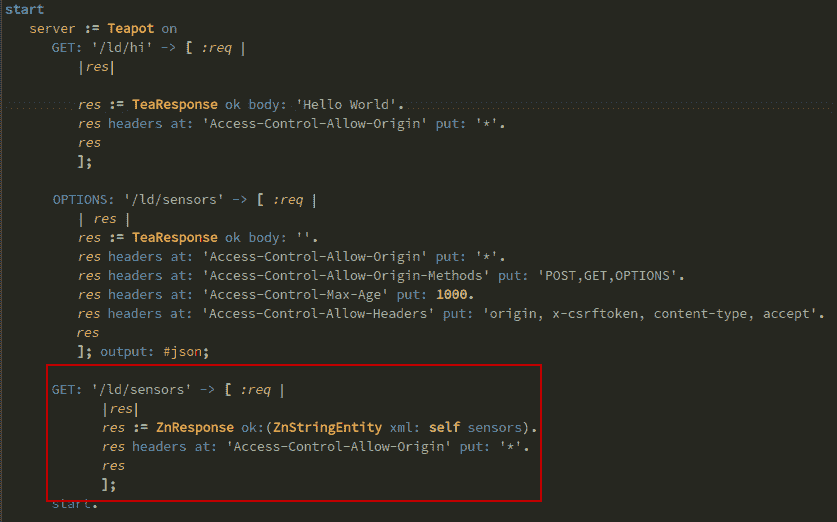 start
server := Teapot on
GET: '/ld/hi' -> [ :req |
|res|
res := TeaResponse ok body: 'Hello World'.
res headers at: 'Access-Control-Allow-Origin' put: '*'.
res
];
OPTIONS: '/ld/sensors' -> [ :req |
| res |
res := TeaResponse ok body: ''.
res headers at: 'Access-Control-Allow-Origin' put: '*'.
res headers at: 'Access-Control-Allow-Origin-Methods' put: 'POST,GET,OPTIONS'.
res headers at: 'Access-Control-Max-Age' put: 1000.
res headers at: 'Access-Control-Allow-Headers' put: 'origin, x-csrftoken, content-type, accept'.
res
]; output: #json;
GET: '/ld/sensors' -> [ :req |
|res|
res := ZnResponse ok:(ZnStringEntity xml: self sensors).
res headers at: 'Access-Control-Allow-Origin' put: '*'.
res
];
start.